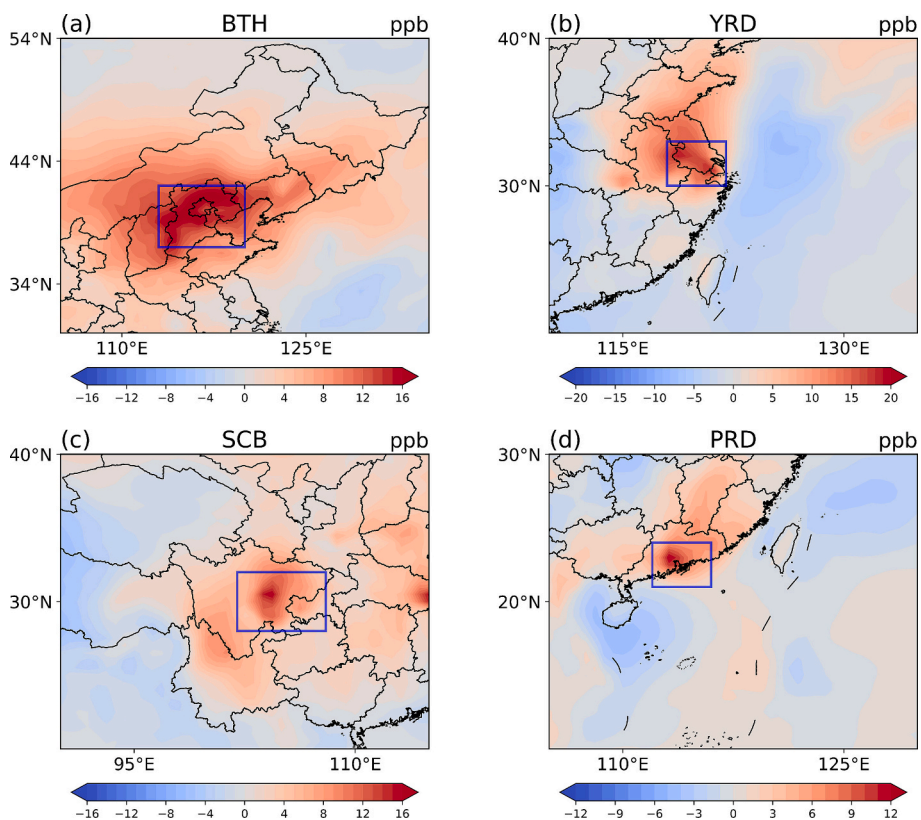 (a) BTH ppb
54°N
44°N
34°N
110°E 125°E
−16 −12 −8 −4 0 4 8 12 16
(b) YRD ppb
40°N
30°N
115°E 130°E
−20 −15 −10 −5 0 5 10 15 20
(c) SCB ppb
40°N
30°N
95°E 110°E
−16 −12 −8 −4 0 4 8 12 16
(d) PRD ppb
30°N
20°N
110°E 125°E
−12 −9 −6 −3 0 3 6 9 12